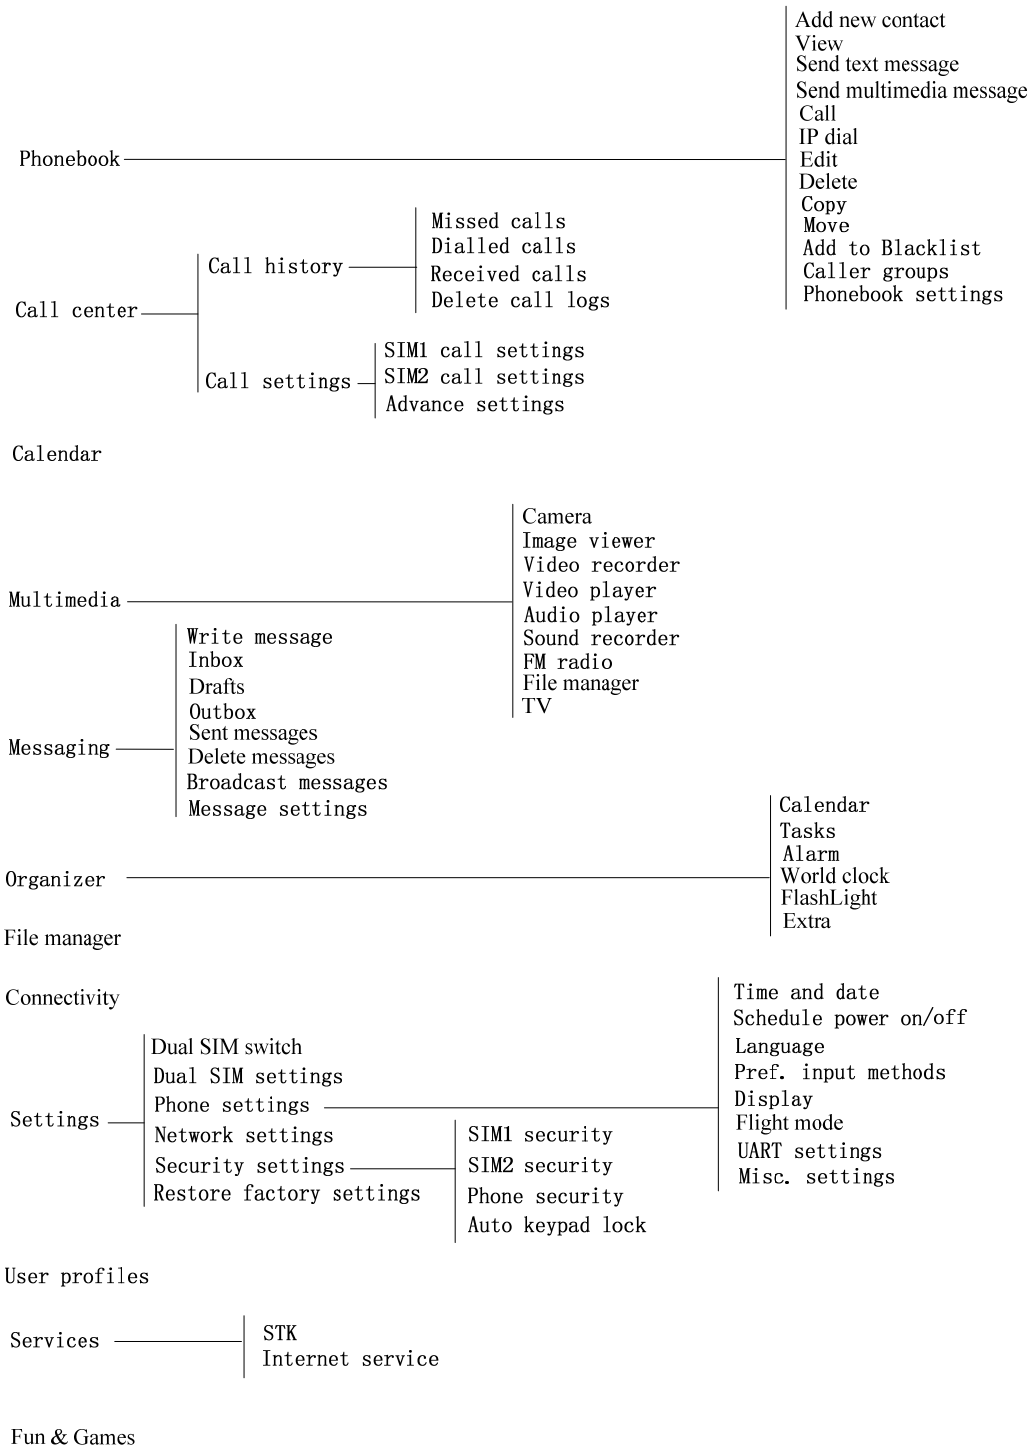 Phonebook
Add new contact
View
Send text message
Send multimedia message
Call
IP dial
Edit
Delete
Copy
Move
Add to Blacklist
Caller groups
Phonebook settings
Call center
Call history
Missed calls
Dialled calls
Received calls
Delete call logs
Call settings
SIM1 call settings
SIM2 call settings
Advance settings
Calendar
Multimedia
Camera
Image viewer
Video recorder
Video player
Audio player
Sound recorder
FM radio
File manager
TV
Messaging
Write message
Inbox
Drafts
Outbox
Sent messages
Delete messages
Broadcast messages
Message settings
Organizer
Calendar
Tasks
Alarm
World clock
FlashLight
Extra
File manager
Connectivity
Settings
Dual SIM switch
Dual SIM settings
Phone settings
Time and date
Schedule power on/off
Language
Pref. input methods
Display
Flight mode
UART settings
Misc. settings
Network settings
Security settings
SIM1 security
SIM2 security
Phone security
Auto keypad lock
Restore factory settings
User profiles
Services
STK
Internet service
Fun & Games